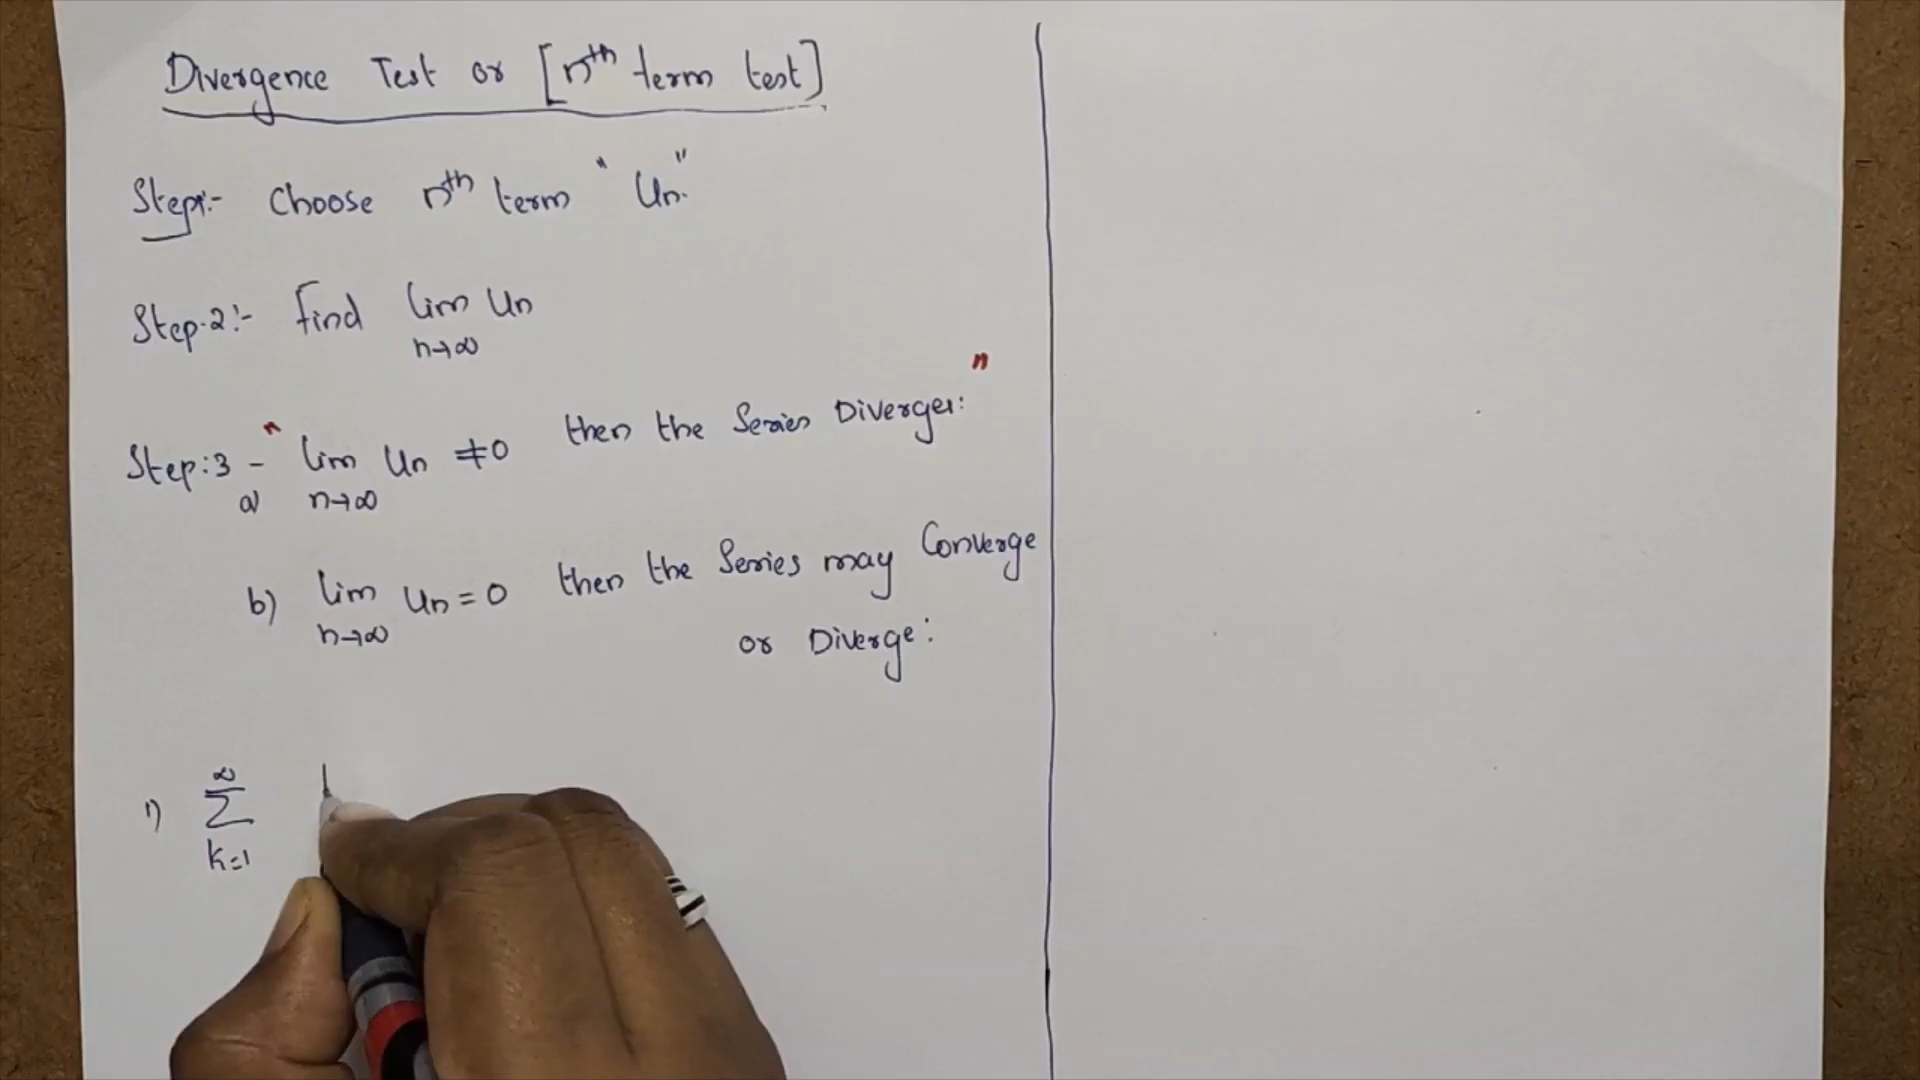 Divergence Test or [nth term test]
Step1:- Choose nth term "Un."
Step.2:- Find lim Un
n→∞
Step:3 - " lim Un ≠0 then the Series Diverges: "
a) n→∞
b) lim Un = 0 then the Series may Converge
n→∞ or Diverge:
1) ∞
Σ
k=1